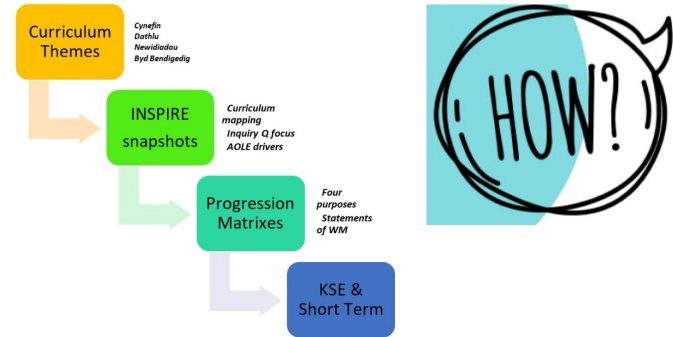 Curriculum
Themes
Cynefin
Dathlu
Newidiadau
Byd Bendigedig
INSPIRE
snapshots
Curriculum
mapping
Inquiry Q focus
AOLE drivers
Progression
Matrixes
Four
purposes
Statements
of WM
KSE &
Short Term
HOW?